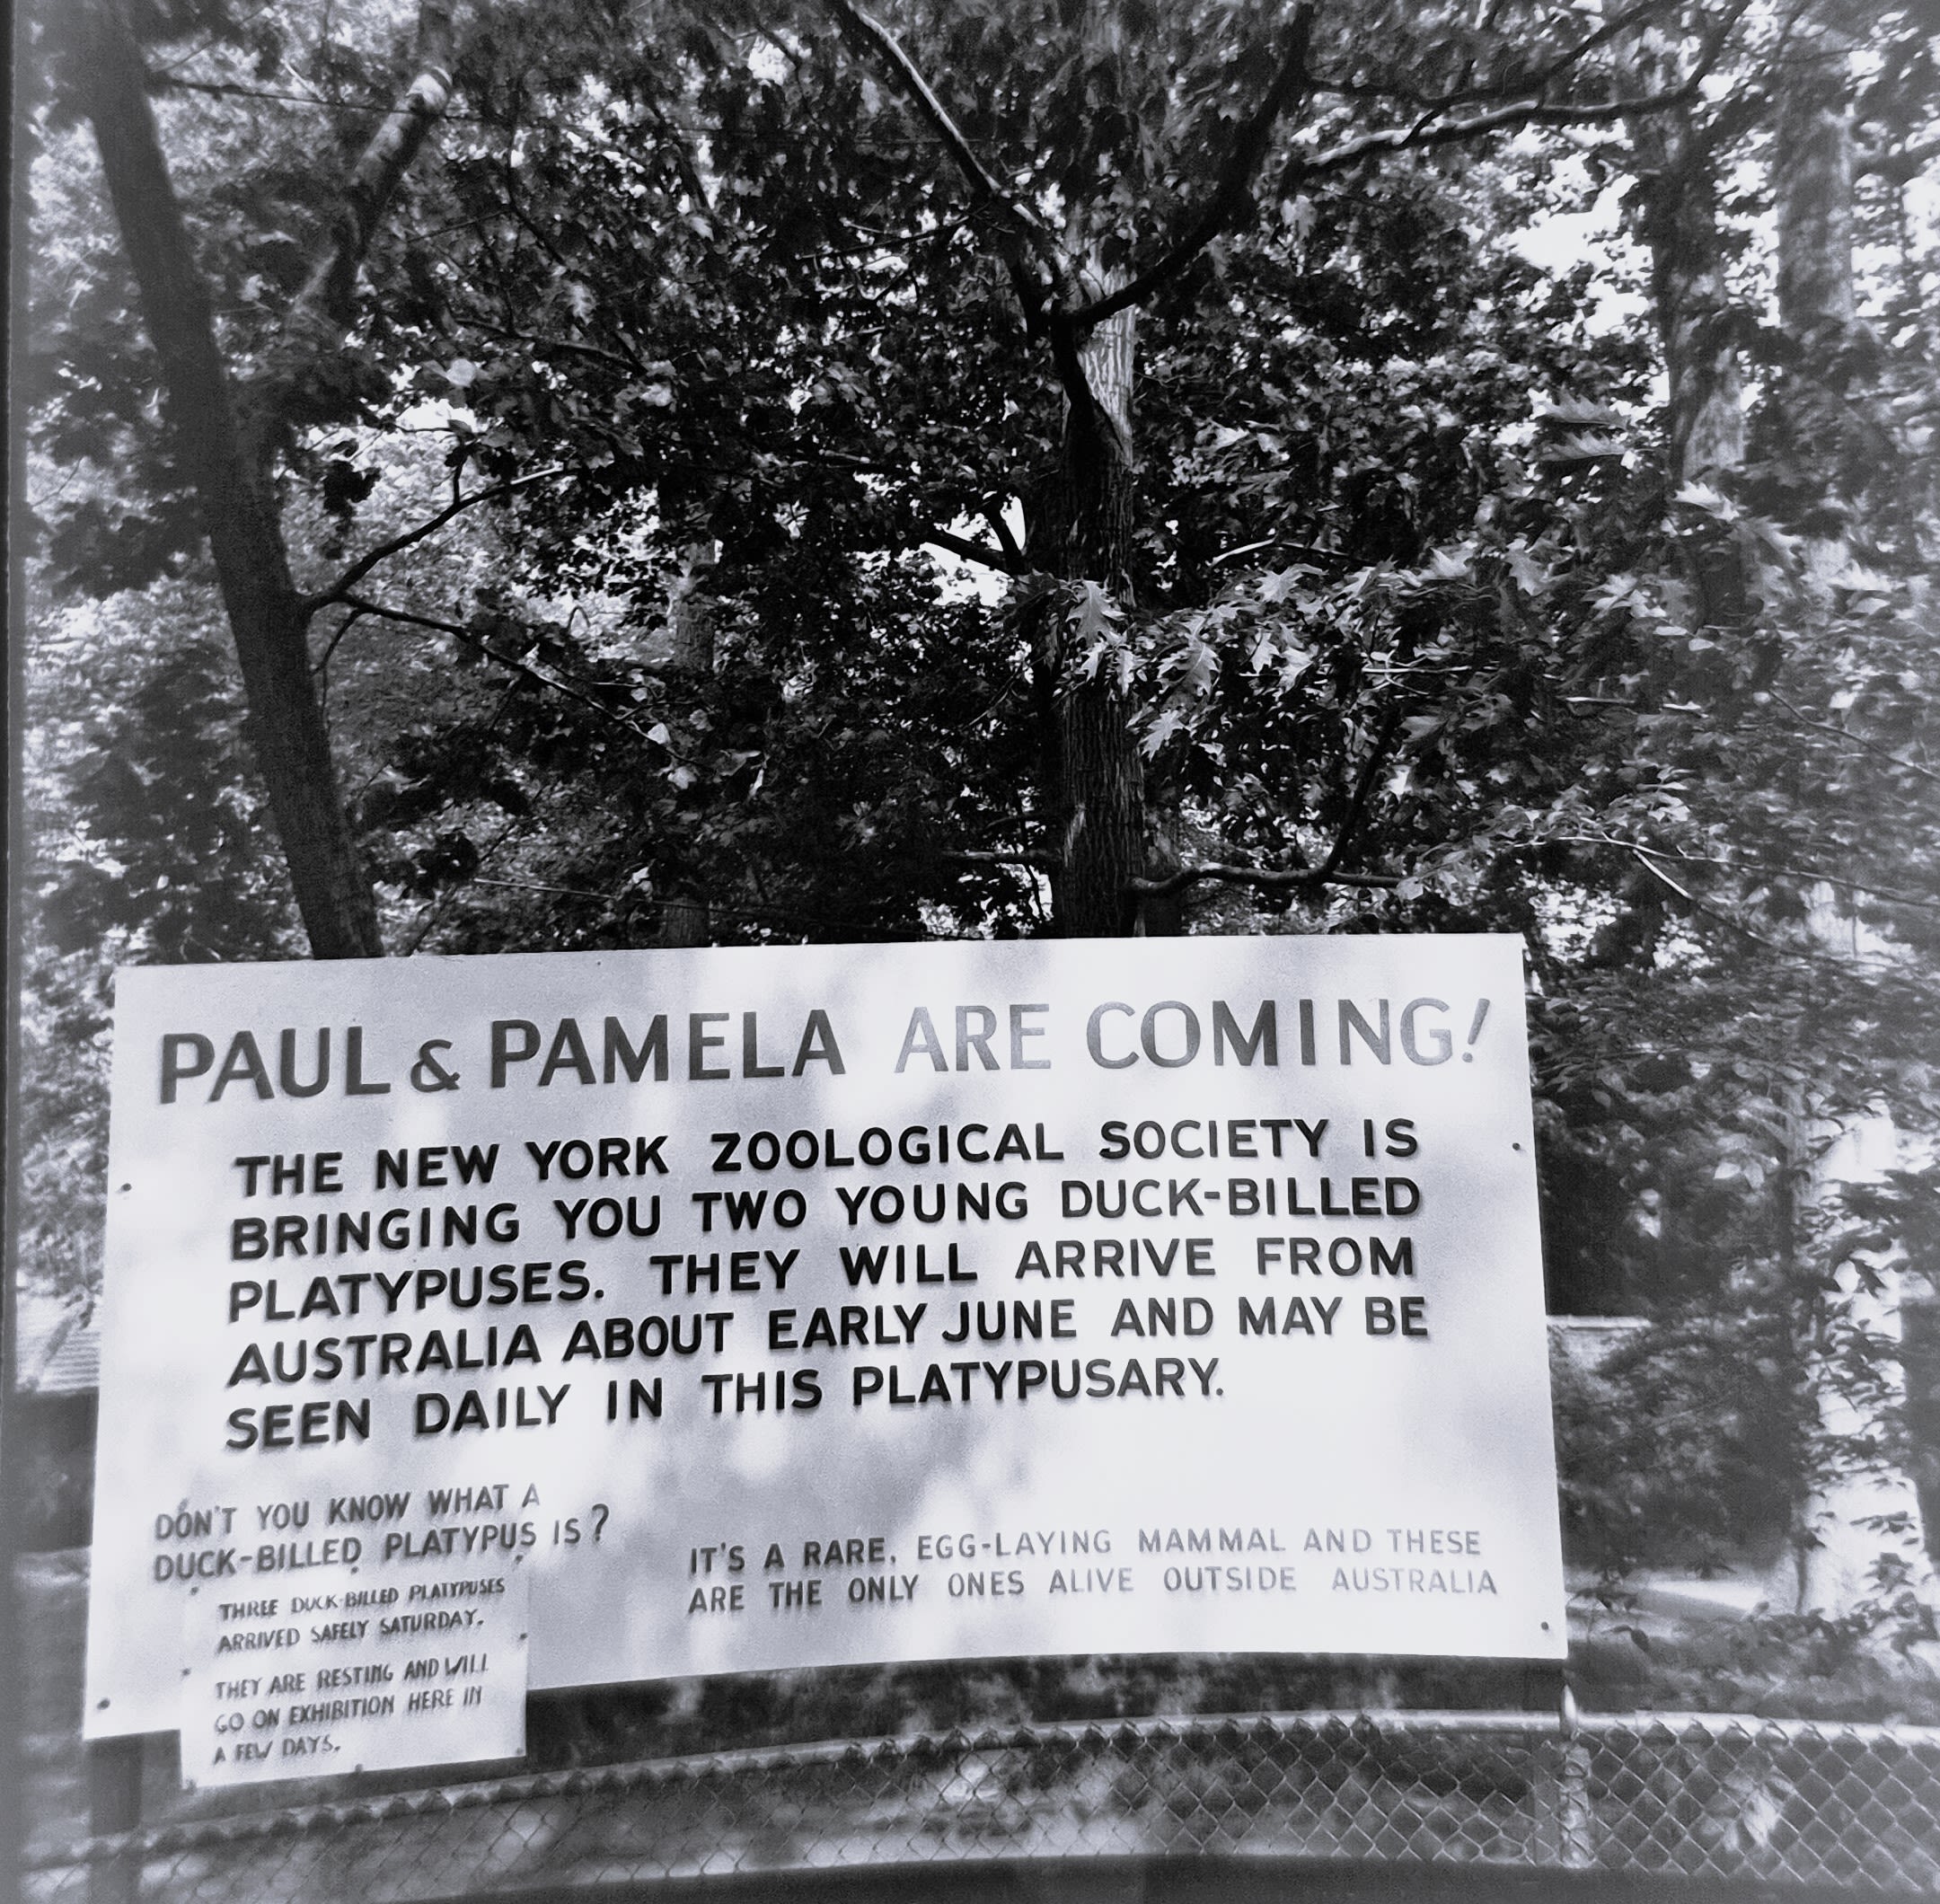 PAUL & PAMELA ARE COMING!
THE NEW YORK ZOOLOGICAL SOCIETY IS
BRINGING YOU TWO YOUNG DUCK-BILLED
PLATYPUSES. THEY WILL ARRIVE FROM
AUSTRALIA ABOUT EARLY JUNE AND MAY BE
SEEN DAILY IN THIS PLATYPUSARY.
DON'T YOU KNOW WHAT A
DUCK-BILLED PLATYPUS IS?
THREE DUCK-BILLED PLATYPUSES
ARRIVED SAFELY SATURDAY.
THEY ARE RESTING AND WILL
GO ON EXHIBITION HERE IN
A FEW DAYS.
IT'S A RARE, EGG-LAYING MAMMAL AND THESE
ARE THE ONLY ONES ALIVE OUTSIDE AUSTRALIA